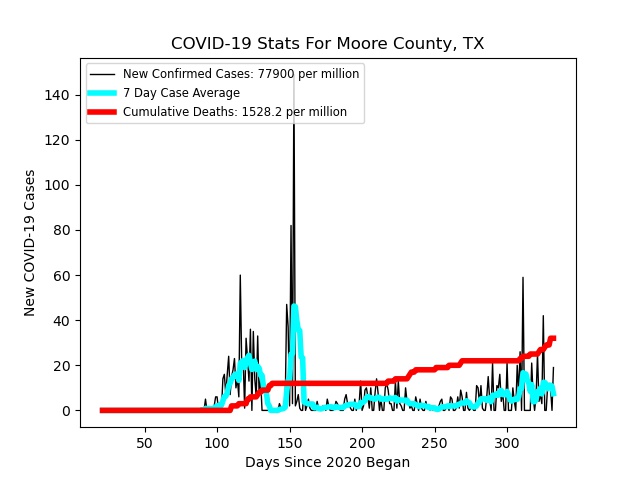 COVID-19 Stats For Moore County, TX
New Confirmed Cases: 77900 per million
7 Day Case Average
Cumulative Deaths: 1528.2 per million
New COVID-19 Cases
140
120
100
80
60
40
20
0
50 100 150 200 250 300
Days Since 2020 Began